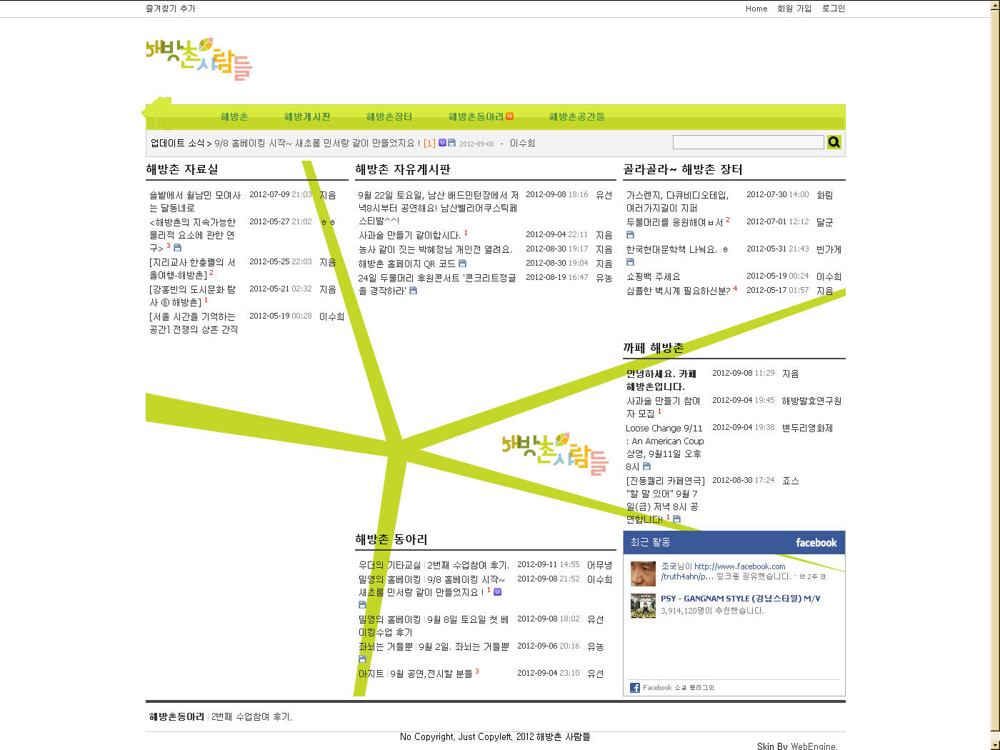 즐겨찾기 추가
Home 회원 가입 로그인
해방촌사람들
해방촌 해방게시판 해방촌장터 해방촌동아리 N 해방촌공간들
업데이트 소식 > 9/8 홈베이킹 시작~ 새초롬 민서랑 같이 만들었지요 ! [1] U 2012-09-08 - 이수희
해방촌 자료실
솔밭에서 월남민 모여사 2012-07-09 21:03 지음
는 달동네로
<해방촌의 지속가능한 2012-05-27 21:02 ㅎㅎ
물리적 요소에 관한 연
구> 3
[지리교사 한충렬의 서 2012-05-25 22:03 지음
울여행-해방촌] 2
[강홍빈의 도시문화 탐 2012-05-21 02:32 지음
사 ⑧ 해방촌] 1
[서울 시간을 기억하는 2012-05-19 00:28 이수희
공간] 전쟁의 상흔 간직
해방촌 자유게시판
9월 22일 토요일, 남산 배드민턴장에서 저 2012-09-08 18:16 유선
녁8시부터 공연해요! 남산밸리어쿠스틱페
스티발^^!
사과술 만들기 같이합시다. 1 2012-09-04 22:11 지음
농사 같이 짓는 박혜정님 개인전 열려요. 2012-08-30 19:17 지음
해방촌 홈페이지 QR 코드 2012-08-30 19:04 지음
24일 두물머리 후원콘서트 '콘크리트정글 2012-08-19 16:47 유농
을 경작하라'
골라골라~ 해방촌 장터
가스렌지, 다큐비디오테입, 2012-07-30 14:00 화림
여러가지길이 지퍼
두물머리를 응원해여ㅂ서 2 2012-07-01 12:12 달군
한국현대문학책 나눠요. ㅎ 2012-05-31 21:43 빈가게
쇼핑백 주세요 2012-05-19 00:24 이수희
심플한 벽시계 필요하신분? 4 2012-05-17 01:57 지음
까페 해방촌
안녕하세요. 카페 2012-09-08 11:29 지음
해방촌입니다.
사과술 만들기 참여 2012-09-04 19:45 해방발효연구원
자 모집 1
Loose Change 9/11 2012-09-04 19:38 변두리영화제
: An American Coup
상영, 9월11일 오후
8시
[진동젤리 카페연극] 2012-08-30 17:24 죠스
"할 말 있어" 9월 7
일(금) 저녁 8시 공
연합니다! 1
해방촌사람들
해방촌 동아리
우더의 기타교실 | 2번째 수업참여 후기. 2012-09-11 14:55 어무녕
밀영의 홈베이킹 | 9/8 홈베이킹 시작~ 2012-09-08 21:52 이수희
새초롬 민서랑 같이 만들었지요 ! 1 U
밀영의 홈베이킹 | 9월 8일 토요일 첫 베 2012-09-08 18:02 유선
이킹수업 후기
좌뇌는 거들뿐 | 9월 2일. 좌뇌는 거들뿐 2012-09-06 20:16 유농
아지트 | 9월 공연,전시할 분들 3 2012-09-04 23:10 유선
최근 활동 facebook
조국님이 http://www.facebook.com
/truth4ahn/p... 링크를 공유했습니다. · 약 2주 전
PSY - GANGNAM STYLE (강남스타일) M/V
3,914,120명이 추천했습니다.
Facebook 소셜 플러그인
해방촌동아리 | 2번째 수업참여 후기.
No Copyright, Just Copyleft, 2012 해방촌 사람들
Skin By WebEngine.